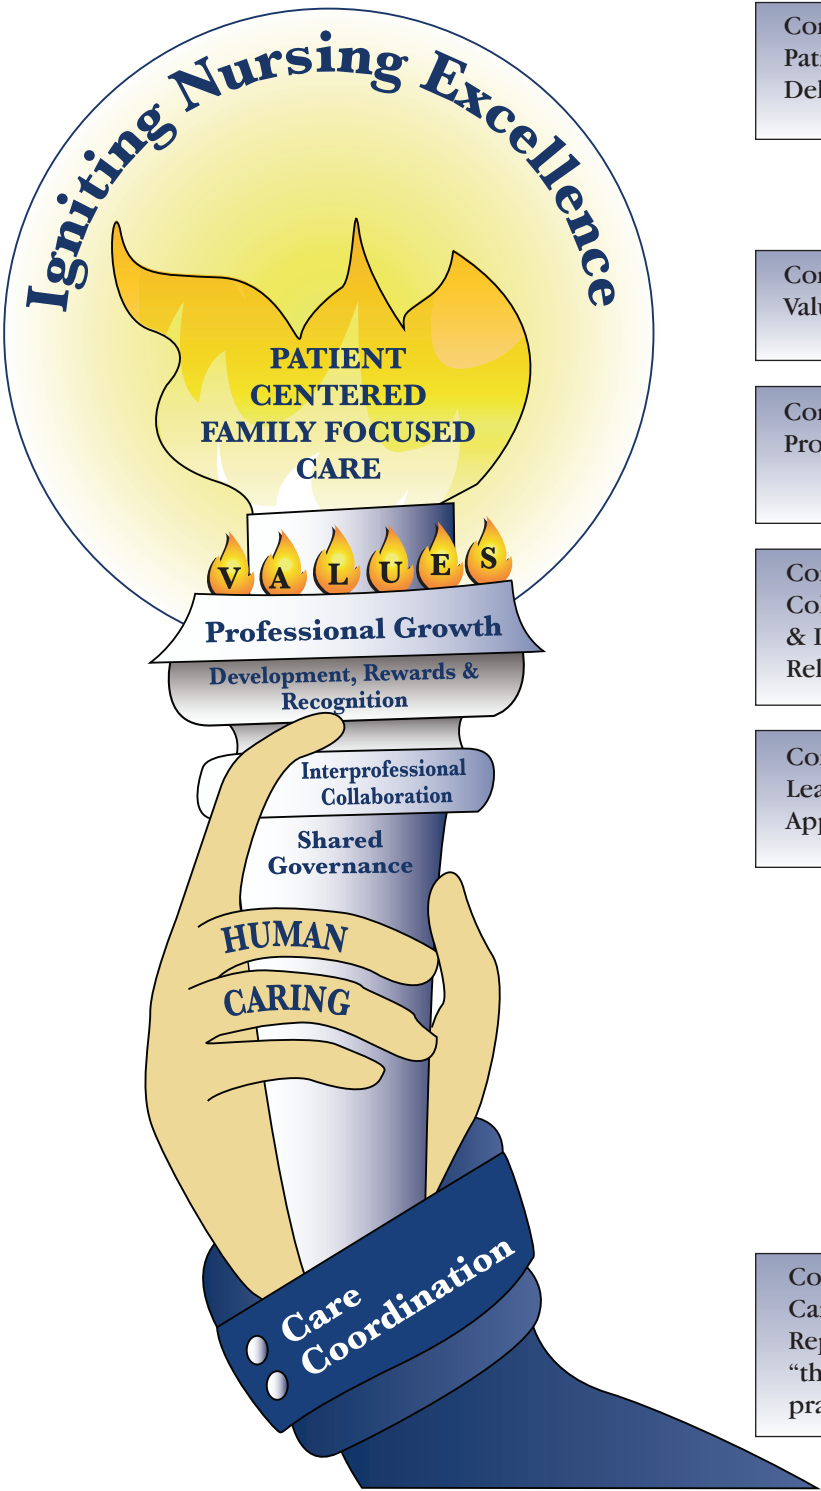 Igniting Nursing Excellence
PATIENT
CENTERED
FAMILY FOCUSED
CARE
V A L U E S
Professional Growth
Development, Rewards &
Recognition
Interprofessional
Collaboration
Shared
Governance
HUMAN
CARING
Care
Coordination
&